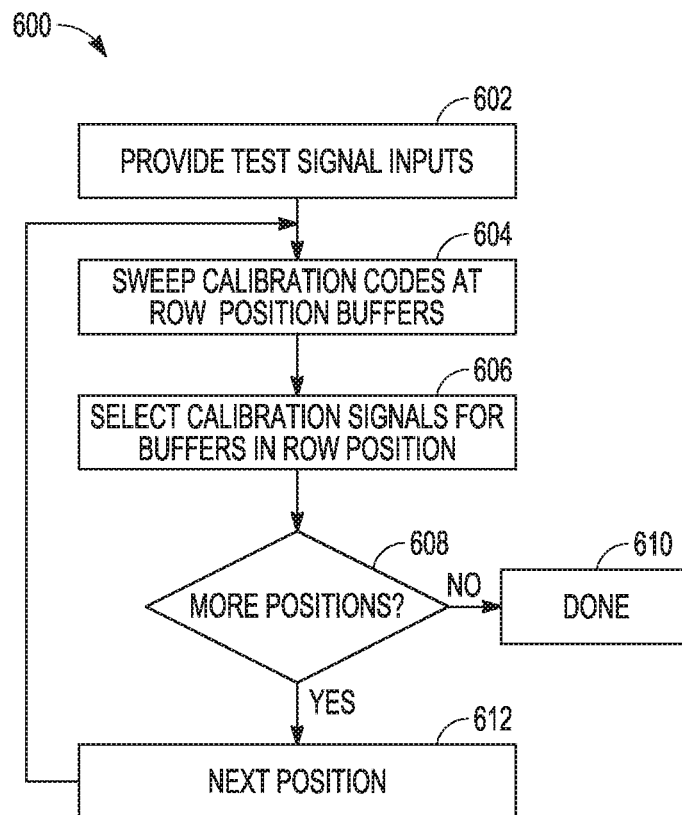 600
602
PROVIDE TEST SIGNAL INPUTS
604
SWEEP CALIBRATION CODES AT
ROW POSITION BUFFERS
606
SELECT CALIBRATION SIGNALS FOR
BUFFERS IN ROW POSITION
608
MORE POSITIONS?
NO
610
DONE
YES
612
NEXT POSITION